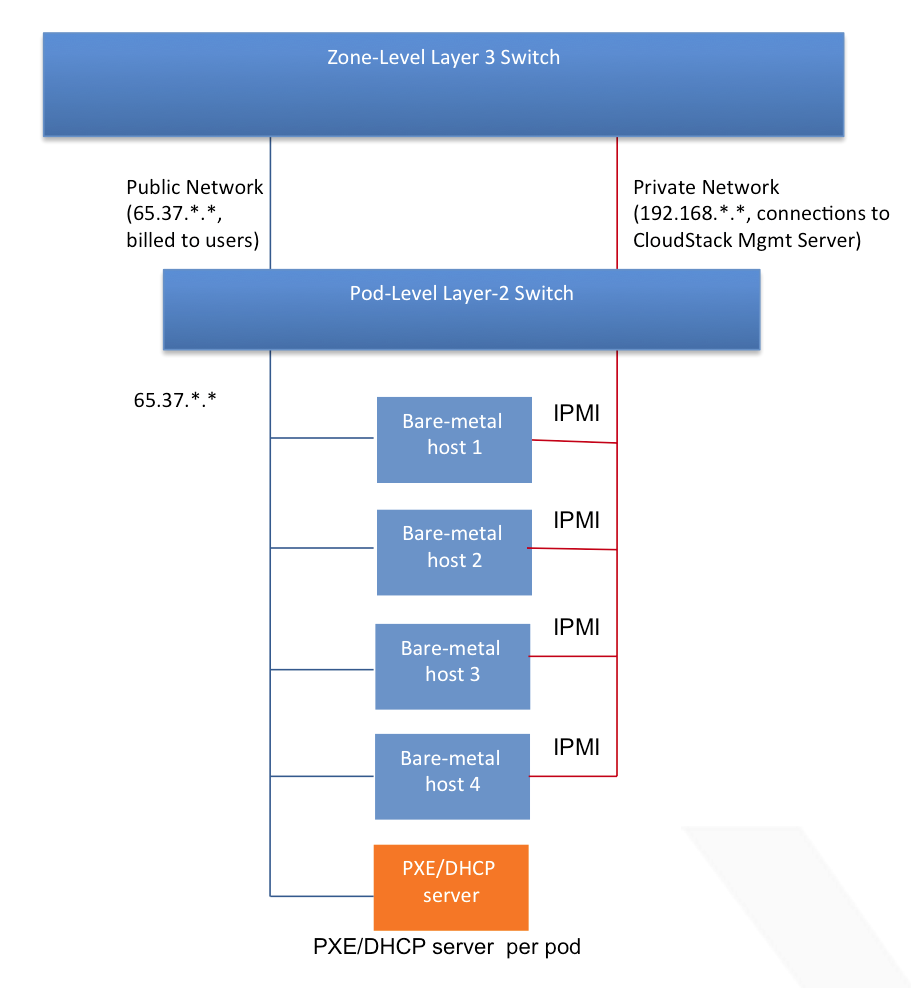 Zone-Level Layer 3 Switch
Public Network
(65.37.*.*,
billed to users)
Private Network
(192.168.*.*, connections to
CloudStack Mgmt Server)
Pod-Level Layer-2 Switch
65.37.*.*
Bare-metal
host 1
IPMI
Bare-metal
host 2
IPMI
Bare-metal
host 3
IPMI
Bare-metal
host 4
IPMI
PXE/DHCP
server
PXE/DHCP server  per pod